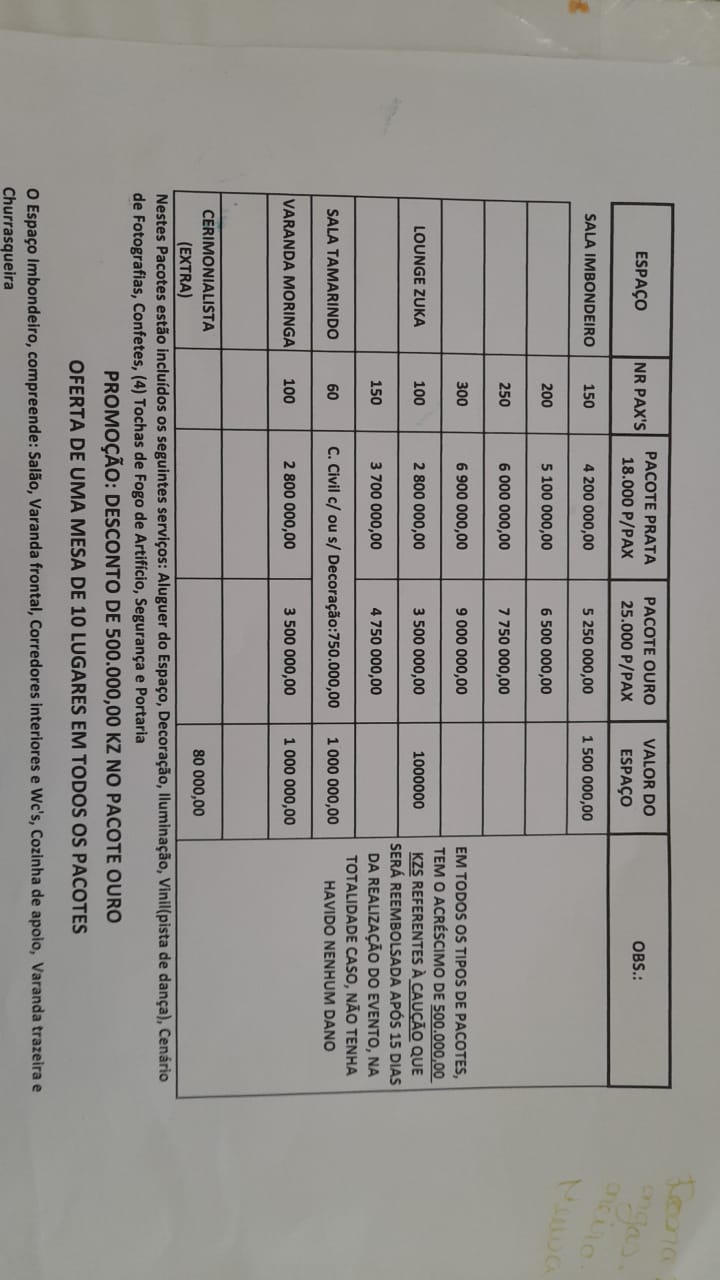 ESPAÇO NR PAX'S PACOTE PRATA 18.000 P/PAX PACOTE OURO 25.000 P/PAX VALOR DO ESPAÇO OBS.:
SALA IMBONDEIRO 150 4 200 000,00 5 250 000,00 1 500 000,00
200 5 100 000,00 6 500 000,00
250 6 000 000,00 7 750 000,00
300 6 900 000,00 9 000 000,00
LOUNGE ZUKA 100 2 800 000,00 3 500 000,00 1000000
150 3 700 000,00 4 750 000,00
SALA TAMARINDO 60 C. Civil c/ ou s/ Decoração:750.000,00 1 000 000,00
VARANDA MORINGA 100 2 800 000,00 3 500 000,00 1 000 000,00
CERIMONIALISTA (EXTRA) 80 000,00
EM TODOS OS TIPOS DE PACOTES,
TEM O ACRÉSCIMO DE 500.000,00
KZS REFERENTES À CAUÇÃO QUE
SERÁ REEMBOLSADA APÓS 15 DIAS
DA REALIZAÇÃO DO EVENTO, NA
TOTALIDADE CASO, NÃO TENHA
HAVIDO NENHUM DANO
Nestes Pacotes estão incluídos os seguintes serviços: Aluguer do Espaço, Decoração, Iluminação, Vinil(pista de dança), Cenário
de Fotografias, Confetes, (4) Tochas de Fogo de Artifício, Segurança e Portaria
PROMOÇÃO: DESCONTO DE 500.000,00 KZ NO PACOTE OURO
OFERTA DE UMA MESA DE 10 LUGARES EM TODOS OS PACOTES
O Espaço Imbondeiro, compreende: Salão, Varanda frontal, Corredores interiores e Wc's, Cozinha de apoio, Varanda trazeira e
Churrasqueira